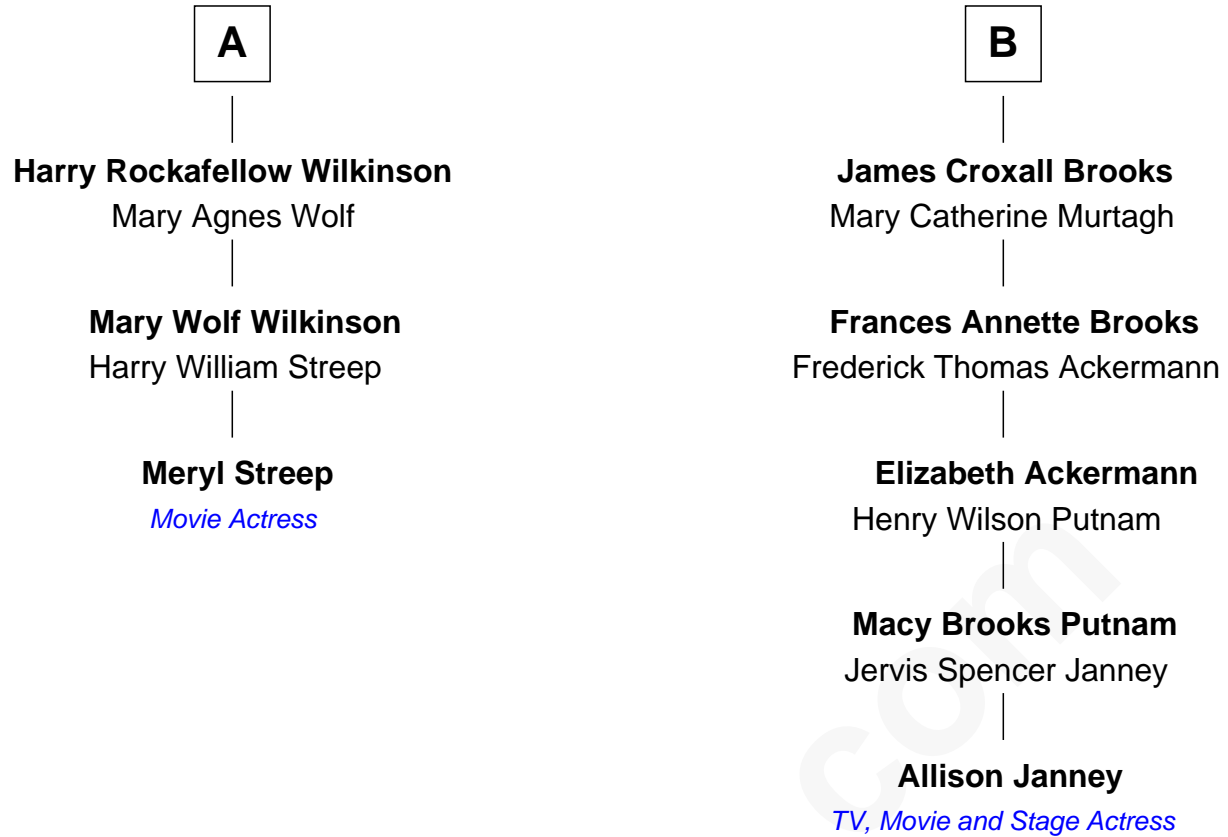 A
Harry Rockafellow Wilkinson
Mary Agnes Wolf
Mary Wolf Wilkinson
Harry William Streep
Meryl Streep
Movie Actress
B
James Croxall Brooks
Mary Catherine Murtagh
Frances Annette Brooks
Frederick Thomas Ackermann
Elizabeth Ackermann
Henry Wilson Putnam
Macy Brooks Putnam
Jervis Spencer Janney
Allison Janney
TV, Movie and Stage Actress
com